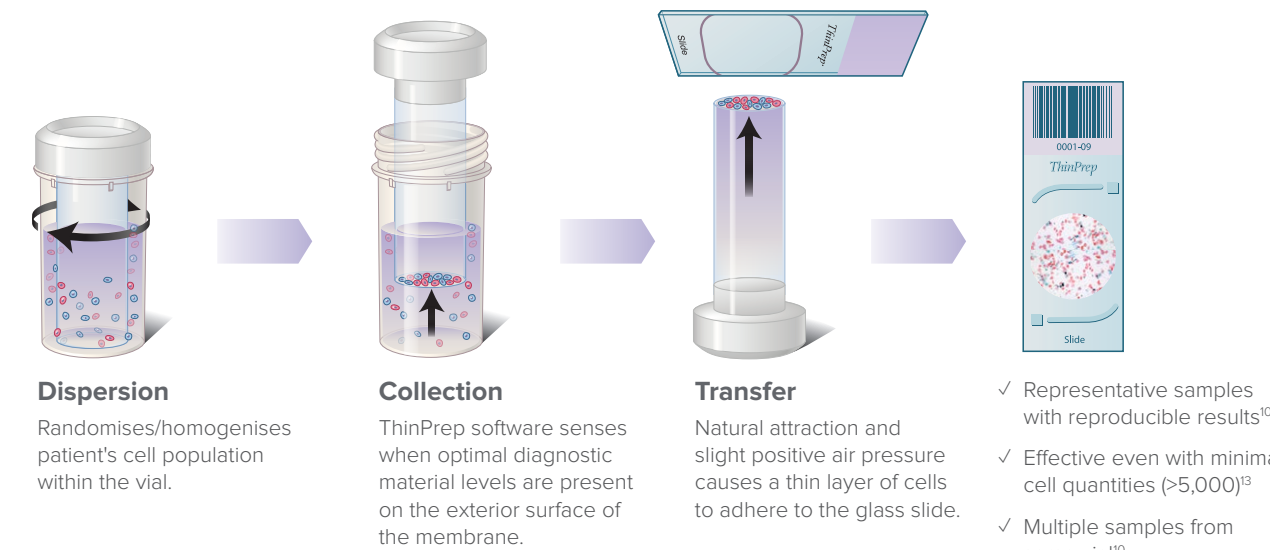 Slide
ThinPrep®
0001-09
ThinPrep
Slide
Dispersion
Randomises/homogenises
patient's cell population
within the vial.
Collection
ThinPrep software senses
when optimal diagnostic
material levels are present
on the exterior surface of
the membrane.
Transfer
Natural attraction and
slight positive air pressure
causes a thin layer of cells
to adhere to the glass slide.
✓ Representative samples
with reproducible results¹⁰
✓ Effective even with minima
cell quantities (>5,000)¹³
✓ Multiple samples from